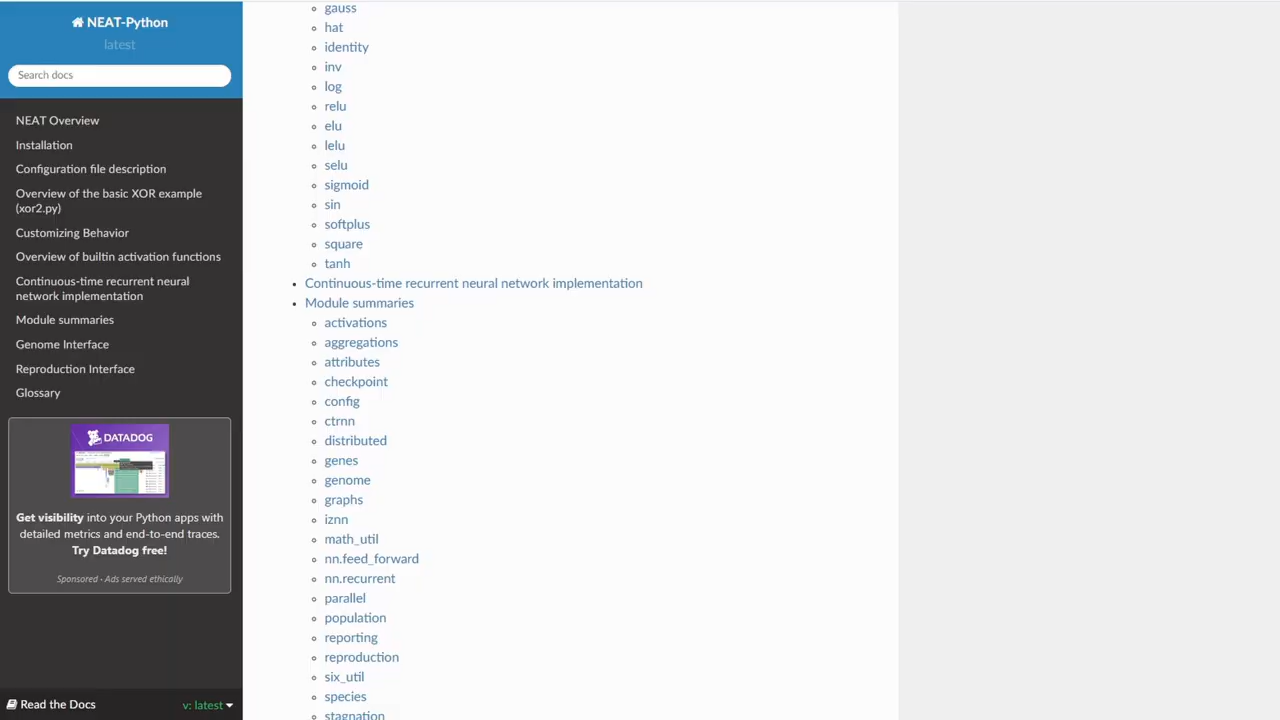 NEAT-Python
latest
Search docs
NEAT Overview
Installation
Configuration file description
Overview of the basic XOR example
(xor2.py)
Customizing Behavior
Overview of builtin activation functions
Continuous-time recurrent neural
network implementation
Module summaries
Genome Interface
Reproduction Interface
Glossary
DATADOG
Get visibility into your Python apps with
detailed metrics and end-to-end traces.
Try Datadog free!
Sponsored · Ads served ethically
Read the Docs
v: latest
gauss
hat
identity
inv
log
relu
elu
lelu
selu
sigmoid
sin
softplus
square
tanh
Continuous-time recurrent neural network implementation
Module summaries
activations
aggregations
attributes
checkpoint
config
ctrnn
distributed
genes
genome
graphs
iznn
math_util
nn.feed_forward
nn.recurrent
parallel
population
reporting
reproduction
six_util
species
stagnation